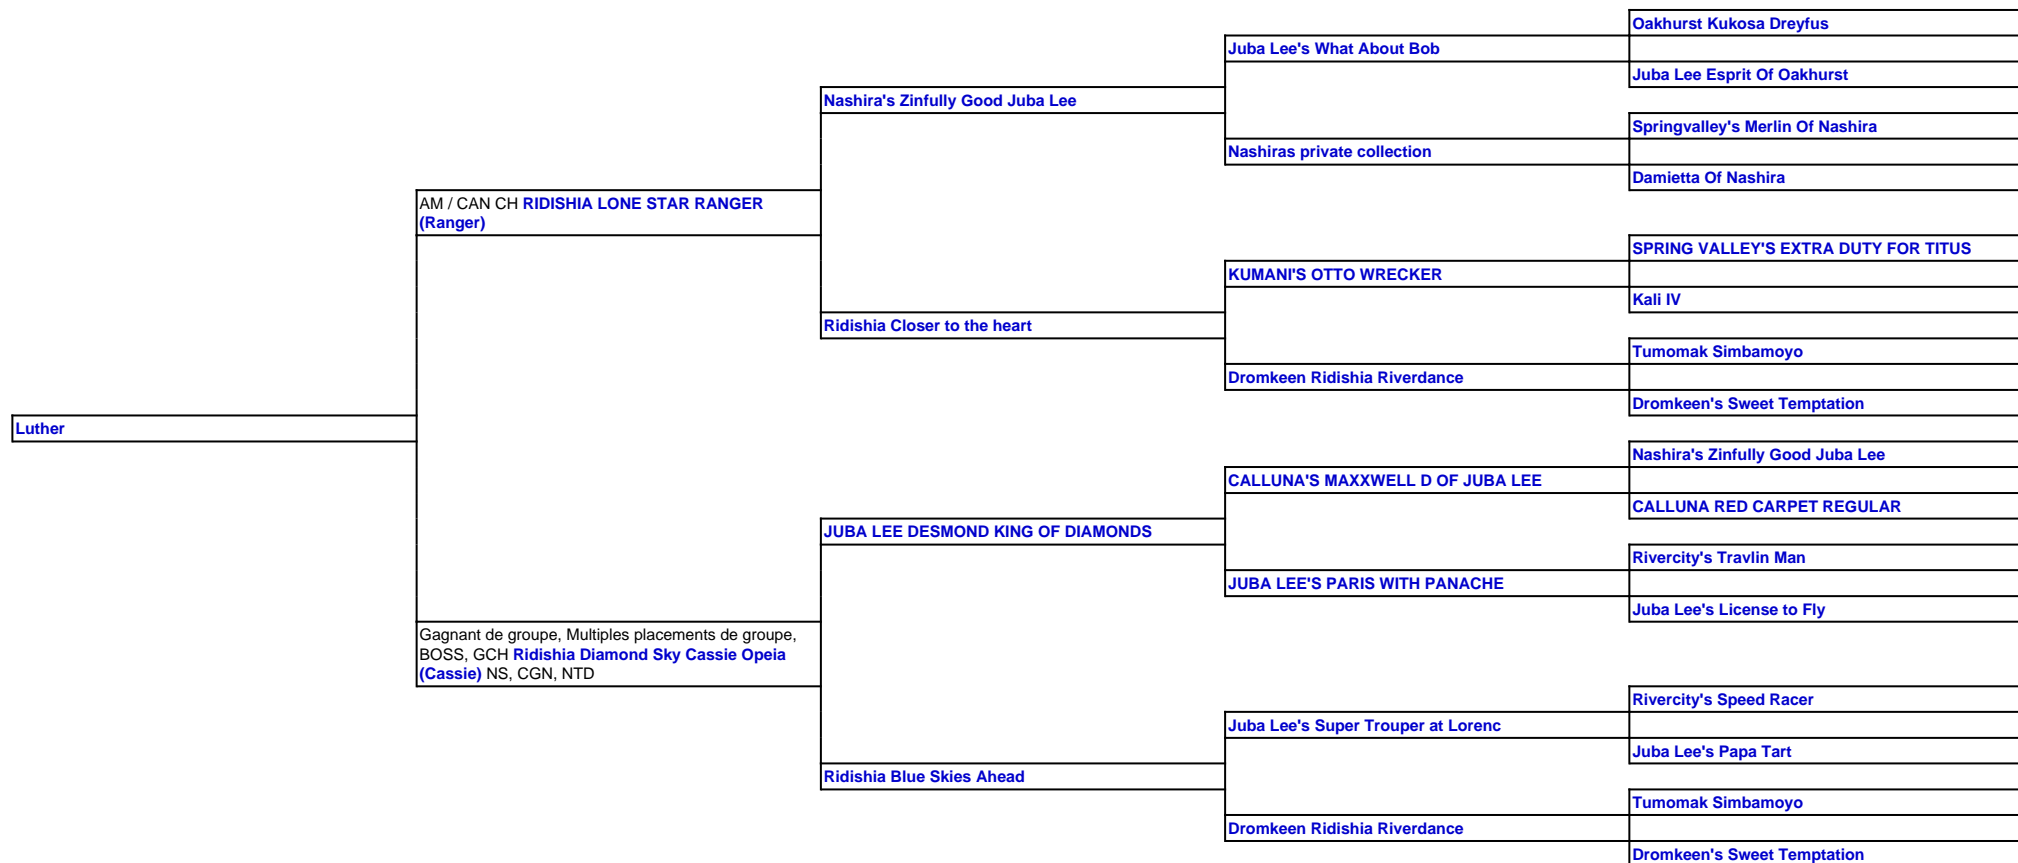 Oakhurst Kukosa Dreyfus
Juba Lee's What About Bob
Juba Lee Esprit Of Oakhurst
Nashira's Zinfully Good Juba Lee
Springvalley's Merlin Of Nashira
Nashiras private collection
Damietta Of Nashira
AM / CAN CH RIDISHIA LONE STAR RANGER
(Ranger)
SPRING VALLEY'S EXTRA DUTY FOR TITUS
KUMANI'S OTTO WRECKER
Kali IV
Ridishia Closer to the heart
Tumomak Simbamoyo
Dromkeen Ridishia Riverdance
Dromkeen's Sweet Temptation
Luther
Nashira's Zinfully Good Juba Lee
CALLUNA'S MAXXWELL D OF JUBA LEE
CALLUNA RED CARPET REGULAR
JUBA LEE DESMOND KING OF DIAMONDS
Rivercity's Travlin Man
JUBA LEE'S PARIS WITH PANACHE
Juba Lee's License to Fly
Gagnant de groupe, Multiples placements de groupe,
BOSS, GCH Ridishia Diamond Sky Cassie Opeia
(Cassie) NS, CGN, NTD
Rivercity's Speed Racer
Juba Lee's Super Trouper at Lorenc
Juba Lee's Papa Tart
Ridishia Blue Skies Ahead
Tumomak Simbamoyo
Dromkeen Ridishia Riverdance
Dromkeen's Sweet Temptation